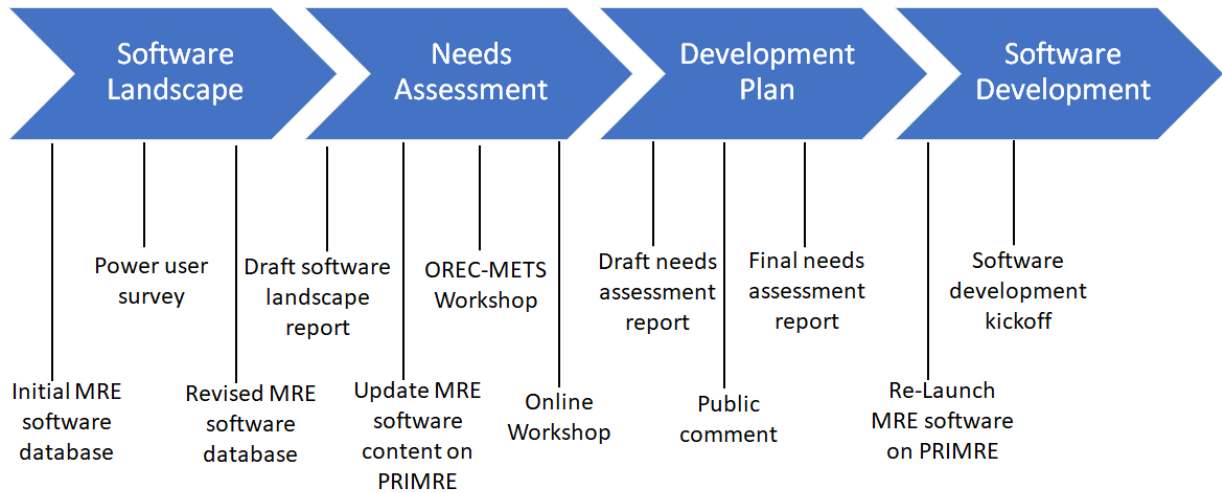 Software
Landscape
Needs
Assessment
Development
Plan
Software
Development
Power user
survey
Draft software
landscape
report
OREC-METS
Workshop
Draft needs
assessment
report
Final needs
assessment
report
Software
development
kickoff
Initial MRE
software
database
Revised MRE
software
database
Update MRE
software
content on
PRIMRE
Online
Workshop
Public
comment
Re-Launch
MRE software
on PRIMRE